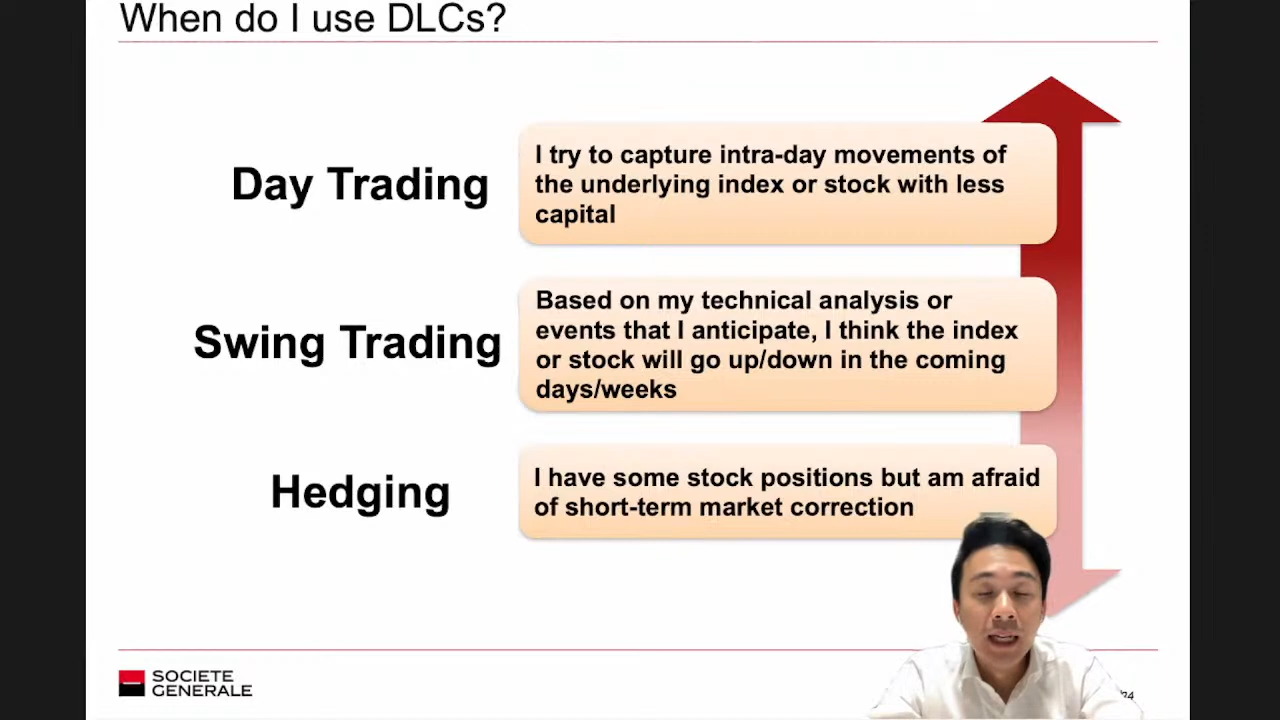 When do I use DLCs?
Day Trading
I try to capture intra-day movements of
the underlying index or stock with less
capital
Swing Trading
Based on my technical analysis or
events that I anticipate, I think the index
or stock will go up/down in the coming
days/weeks
Hedging
I have some stock positions but am afraid
of short-term market correction
SOCIETE
GENERALE